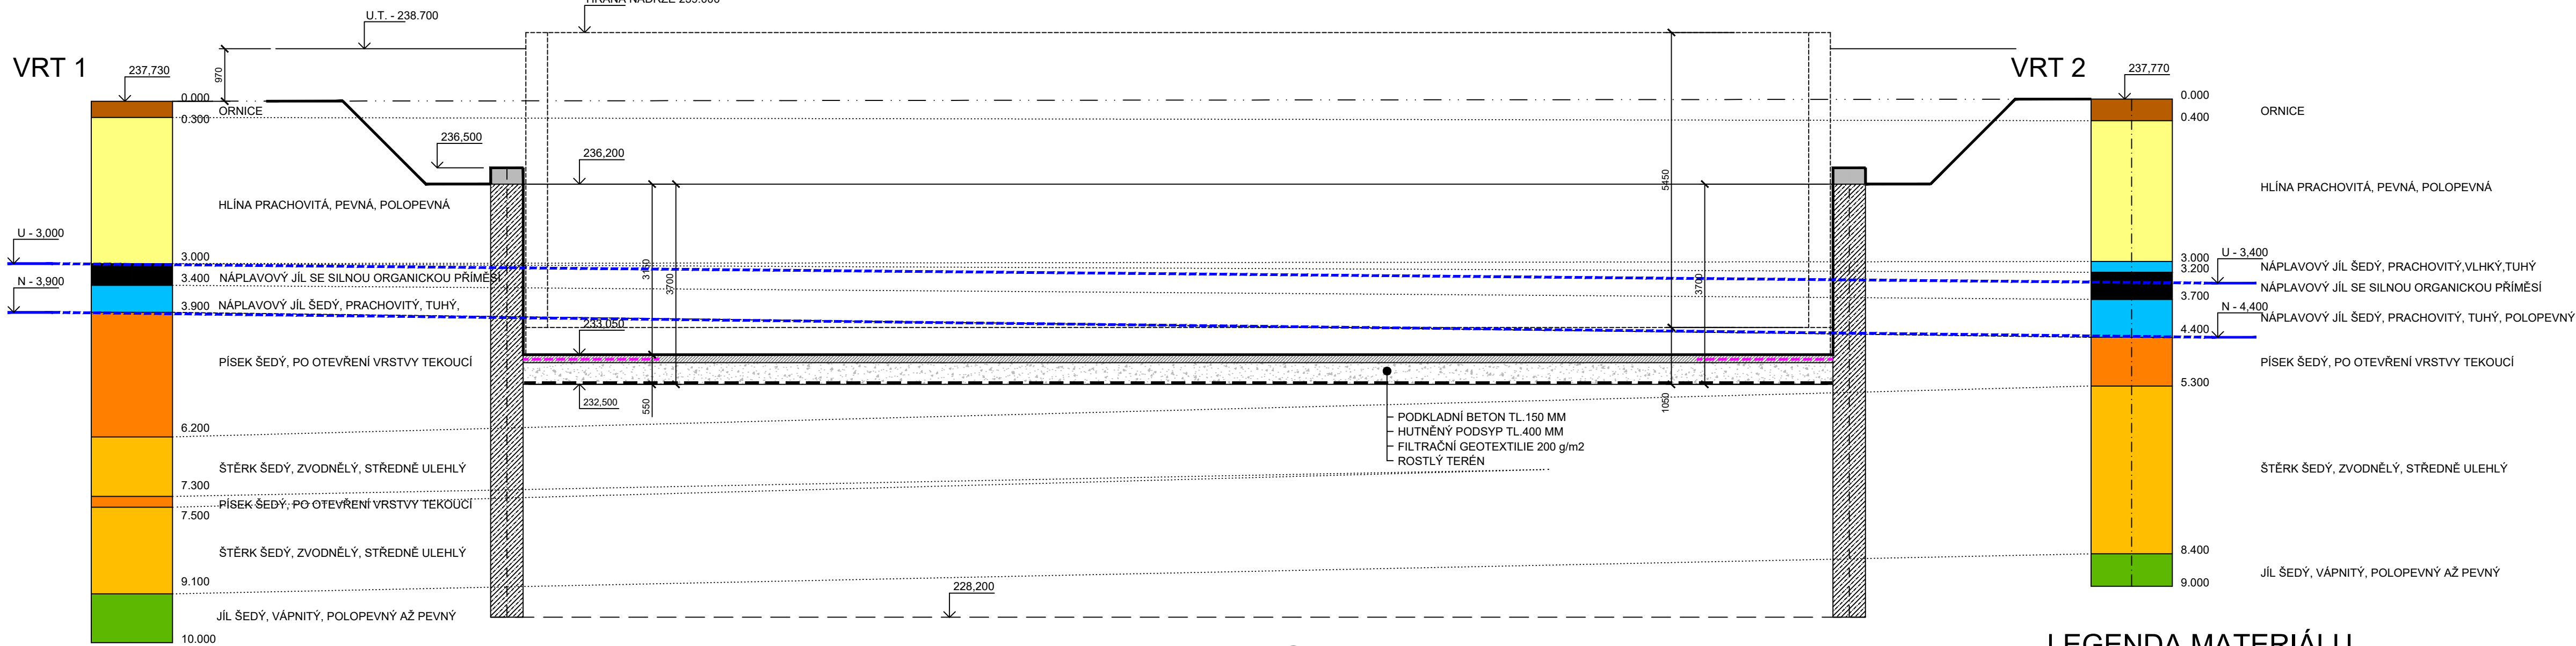 HRANA NÁDRŽE 239.000
U.T. - 238.700
970
VRT 1
237,730
0.000
ORNICE
0.300
236,500
236,200
HLÍNA PRACHOVITÁ, PEVNÁ, POLOPEVNÁ
U - 3,000
3.000
3.400
NÁPLAVOVÝ JÍL SE SILNOU ORGANICKOU PŘÍMĚSÍ
N - 3,900
3.900
NÁPLAVOVÝ JÍL ŠEDÝ, PRACHOVITÝ, TUHÝ,
PÍSEK ŠEDÝ, PO OTEVŘENÍ VRSTVY TEKOUCÍ
6.200
ŠTĚRK ŠEDÝ, ZVODNĚLÝ, STŘEDNĚ ULEHLÝ
7.300
PÍSEK ŠEDÝ, PO OTEVŘENÍ VRSTVY TEKOUCÍ
7.500
ŠTĚRK ŠEDÝ, ZVODNĚLÝ, STŘEDNĚ ULEHLÝ
9.100
JÍL ŠEDÝ, VÁPNITÝ, POLOPEVNÝ AŽ PEVNÝ
10.000
3150
3700
233,050
232,500
550
5450
3700
1050
PODKLADNÍ BETON TL.150 MM
HUTNĚNÝ PODSYP TL.400 MM
FILTRAČNÍ GEOTEXTILIE 200 g/m2
ROSTLÝ TERÉN
228,200
VRT 2
237,770
0.000
0.400
ORNICE
HLÍNA PRACHOVITÁ, PEVNÁ, POLOPEVNÁ
U - 3,400
3.000
3.200
NÁPLAVOVÝ JÍL ŠEDÝ, PRACHOVITÝ,VLHKÝ,TUHÝ
NÁPLAVOVÝ JÍL SE SILNOU ORGANICKOU PŘÍMĚSÍ
3.700
N - 4,400
NÁPLAVOVÝ JÍL ŠEDÝ, PRACHOVITÝ, TUHÝ, POLOPEVNÝ
4.400
PÍSEK ŠEDÝ, PO OTEVŘENÍ VRSTVY TEKOUCÍ
5.300
ŠTĚRK ŠEDÝ, ZVODNĚLÝ, STŘEDNĚ ULEHLÝ
8.400
JÍL ŠEDÝ, VÁPNITÝ, POLOPEVNÝ AŽ PEVNÝ
9.000
LEGENDA MATERIÁLU